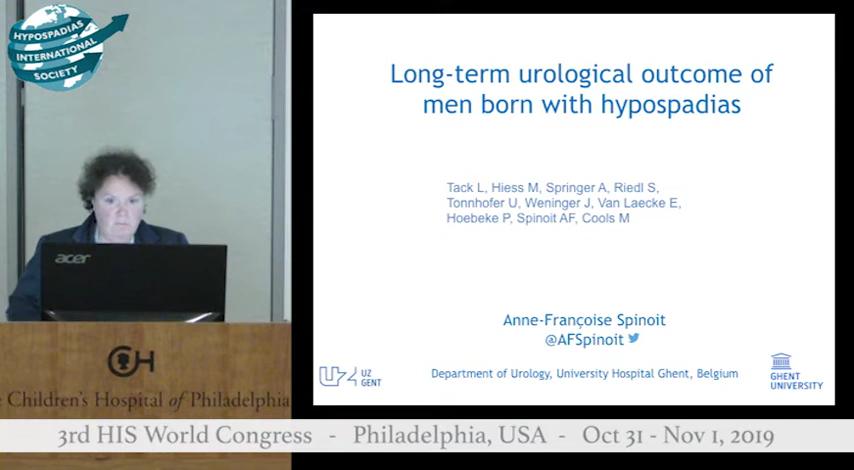 HYPOSPADIAS
INTERNATIONAL
SOCIETY
Long-term urological outcome of
men born with hypospadias
Tack L, Hiess M, Springer A, Riedl S,
Tonnhofer U, Weninger J, Van Laecke E,
Hoebeke P, Spinoit AF, Cools M
Anne-Françoise Spinoit
@AFSpinoit
UZ
GENT
Department of Urology, University Hospital Ghent, Belgium
GHENT
UNIVERSITY
acer
CH
e Children's Hospital of Philadelphia
3rd HIS World Congress - Philadelphia, USA - Oct 31 - Nov 1, 2019